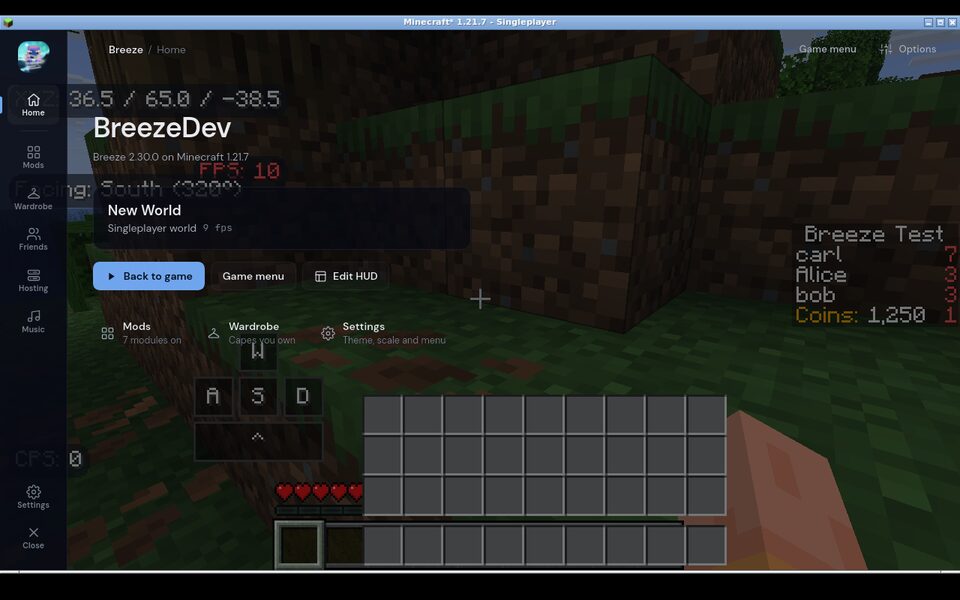 Minecraft* 1.21.7 - Singleplayer
Breeze / Home
Game menu
Options
Home
XYZ: 36.5 / 65.0 / -38.5
BreezeDev
Breeze 2.30.0 on Minecraft 1.21.7
FPS: 10
Mods
Facing: South (320°)
Wardrobe
New World
Singleplayer world 9 fps
Friends
Breeze Test
carl 7
Alice 3
bob 3
Coins: 1,250 1
Back to game
Game menu
Edit HUD
Hosting
Music
Mods
7 modules on
Wardrobe
Capes you own
Settings
Theme, scale and menu
W
A S D
^
CPS: 0
Settings
Close